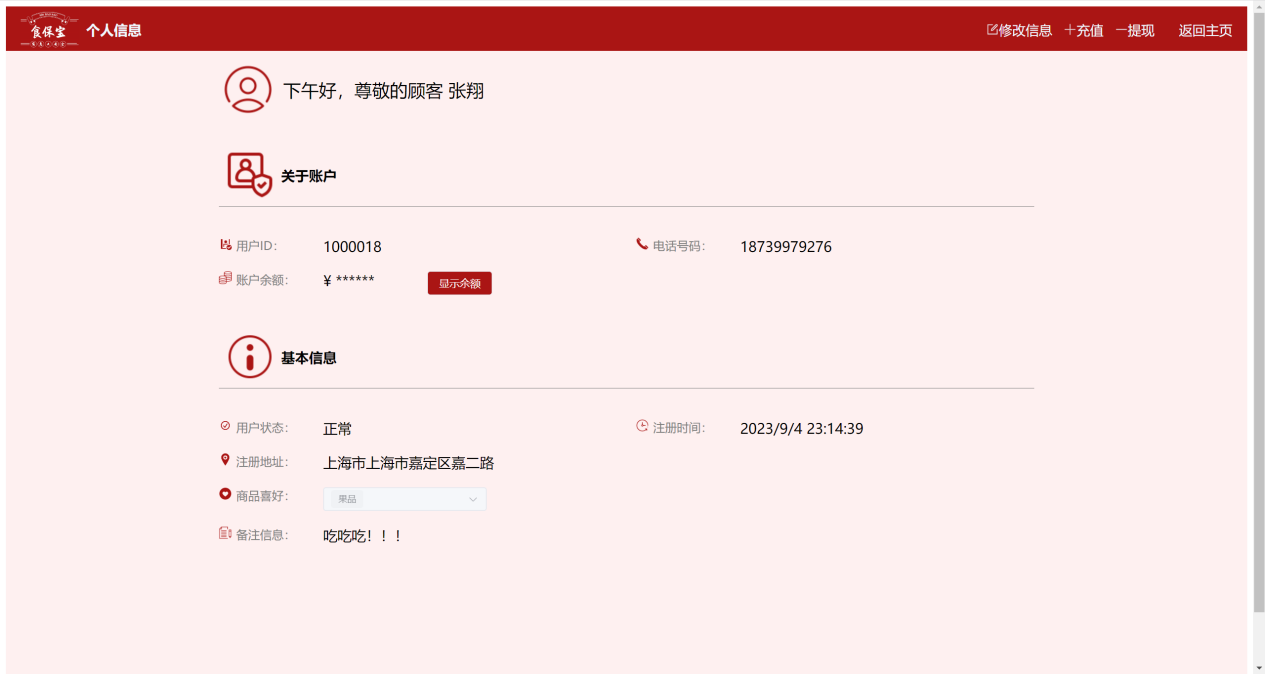 食保宝 个人信息 修改信息 充值 提现 返回主页
下午好，尊敬的顾客 张翔
关于账户
用户ID： 1000018 电话号码： 18739979276
账户余额： ¥ ****** 显示余额
基本信息
用户状态： 正常 注册时间： 2023/9/4 23:14:39
注册地址： 上海市上海市嘉定区嘉二路
商品喜好： 果品
备注信息： 吃吃吃！！！